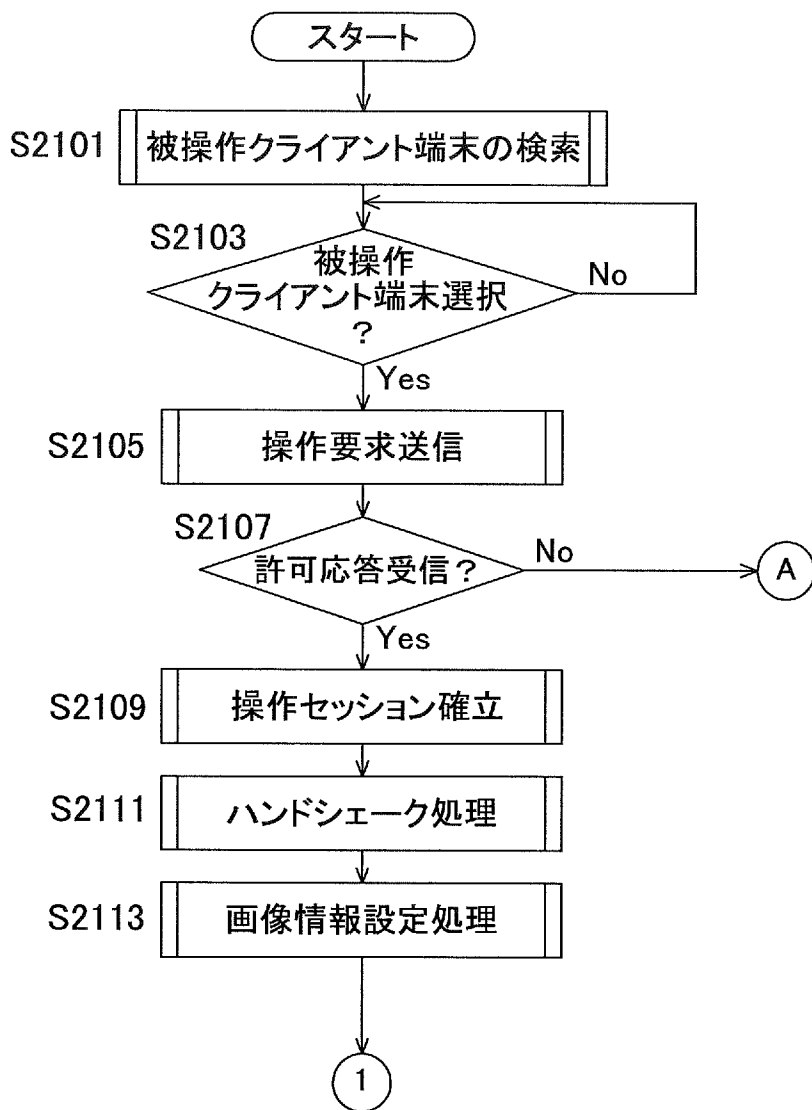 スタート
S2101
被操作クライアント端末の検索
S2103
被操作
クライアント端末選択
?
No
Yes
S2105
操作要求送信
S2107
許可応答受信?
No
A
Yes
S2109
操作セッション確立
S2111
ハンドシェーク処理
S2113
画像情報設定処理
1